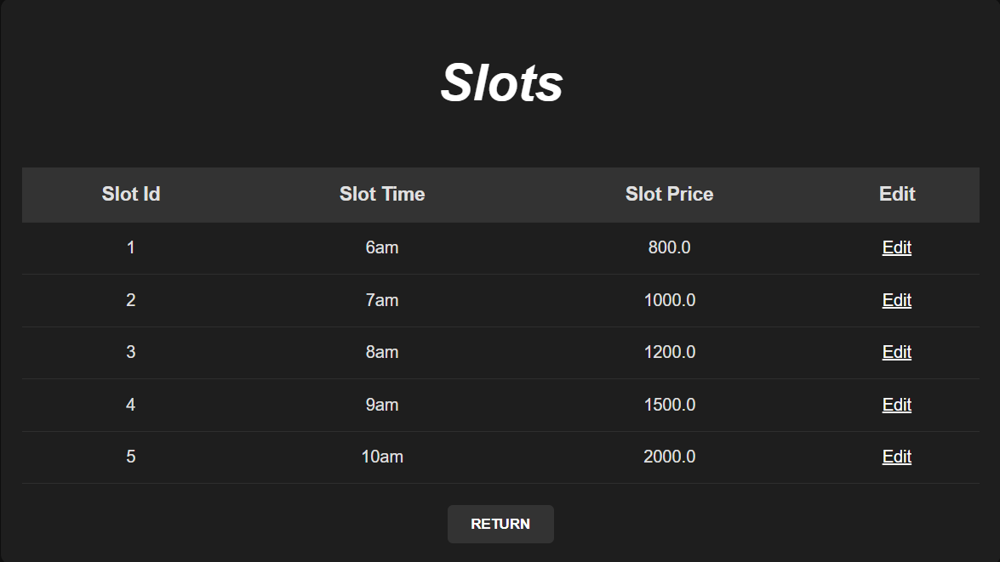 Slots
Slot Id Slot Time Slot Price Edit
1 6am 800.0 Edit
2 7am 1000.0 Edit
3 8am 1200.0 Edit
4 9am 1500.0 Edit
5 10am 2000.0 Edit
RETURN